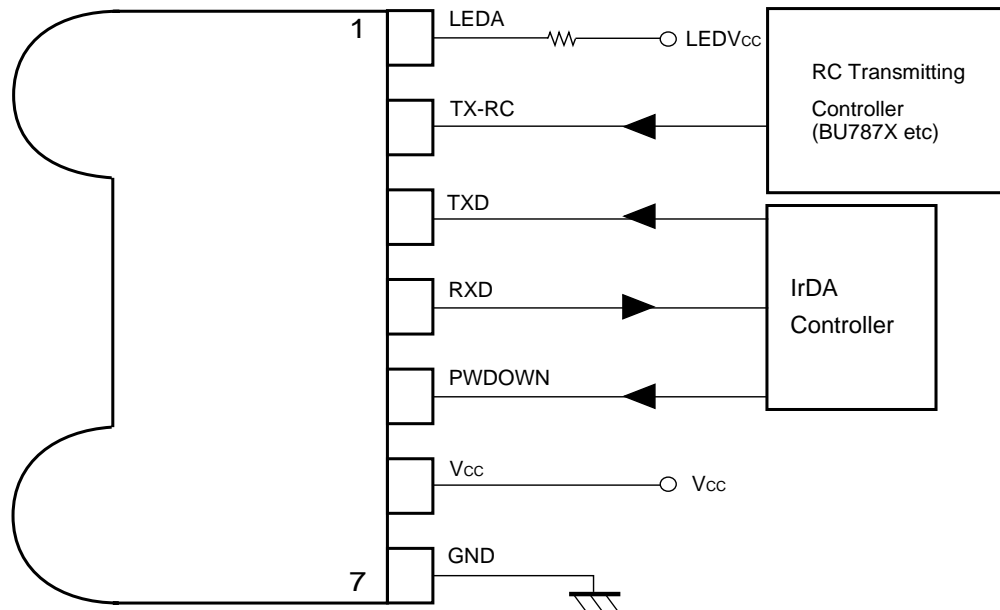 1
LEDA
LEDVcc
TX-RC
RC Transmitting
Controller
(BU787X etc)
TXD
RXD
IrDA
Controller
PWDOWN
Vcc
Vcc
GND
7